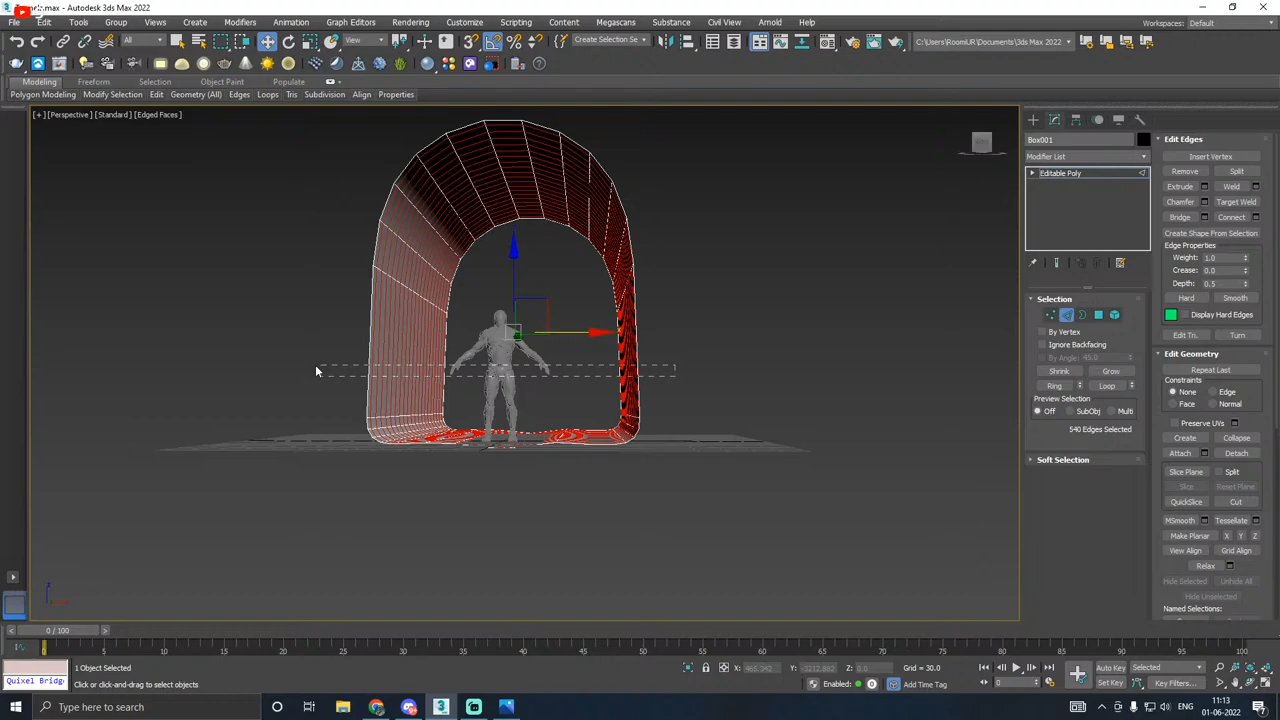 .max - Autodesk 3ds Max 2022
File Edit Tools Group Views Create Modifiers Animation Graph Editors Rendering Customize Scripting Content Megascans Substance Civil View Arnold Help
Workspaces: Default
All
View
Create Selection Se
C:\Users\RoomUR\Documents\3ds Max 2022
Modeling Freeform Selection Object Paint Populate
Polygon Modeling Modify Selection Edit Geometry (All) Edges Loops Tris Subdivision Align Properties
[+] [Perspective] [Standard] [Edged Faces]
Box001
Modifier List
Editable Poly
Selection
By Vertex
Ignore Backfacing
By Angle: 45.0
Shrink Grow
Ring Loop
Preview Selection
Off SubObj Multi
540 Edges Selected
Soft Selection
Edit Edges
Insert Vertex
Remove Split
Extrude Weld
Chamfer Target Weld
Bridge Connect
Create Shape From Selection
Edge Properties
Weight: 1.0
Crease: 0.0
Depth: 0.5
Hard Smooth
Display Hard Edges
Edit Tri. Turn
Edit Geometry
Repeat Last
Constraints
None Edge
Face Normal
Preserve UVs
Create Collapse
Attach Detach
Slice Plane Split
Slice Reset Plane
QuickSlice Cut
MSmooth Tessellate
Make Planar X Y Z
View Align Grid Align
Relax
Hide Selected Unhide All
Hide Unselected
Named Selections:
0 / 100
0 5 10 15 20 25 30 35 40 45 50 55 60 65 70 75 80 85 90 95 100
1 Object Selected
X: 465.342 Y: -3212.892 Z: 0.0 Grid = 30.0
Auto Key Selected
Quixel Bridge
Click or click-and-drag to select objects
Enabled: Add Time Tag
0
Set Key Key Filters...
Type here to search
11:13
01-06-2022